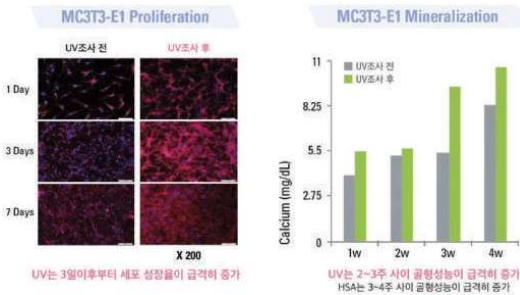 MC3T3-E1 Proliferation
UV조사 전
UV조사 후
1 Day
3 Days
7 Days
X 200
UV는 3일이후부터 세포 성장율이 급격히 증가
MC3T3-E1 Mineralization
UV조사 전
UV조사 후
Calcium (mg/dL)
11
8.25
5.5
2.75
0
1w
2w
3w
4w
UV는 2~3주 사이 골형성능이 급격히 증가
HSA는 3~4주 사이 골형성능이 급격히 증가